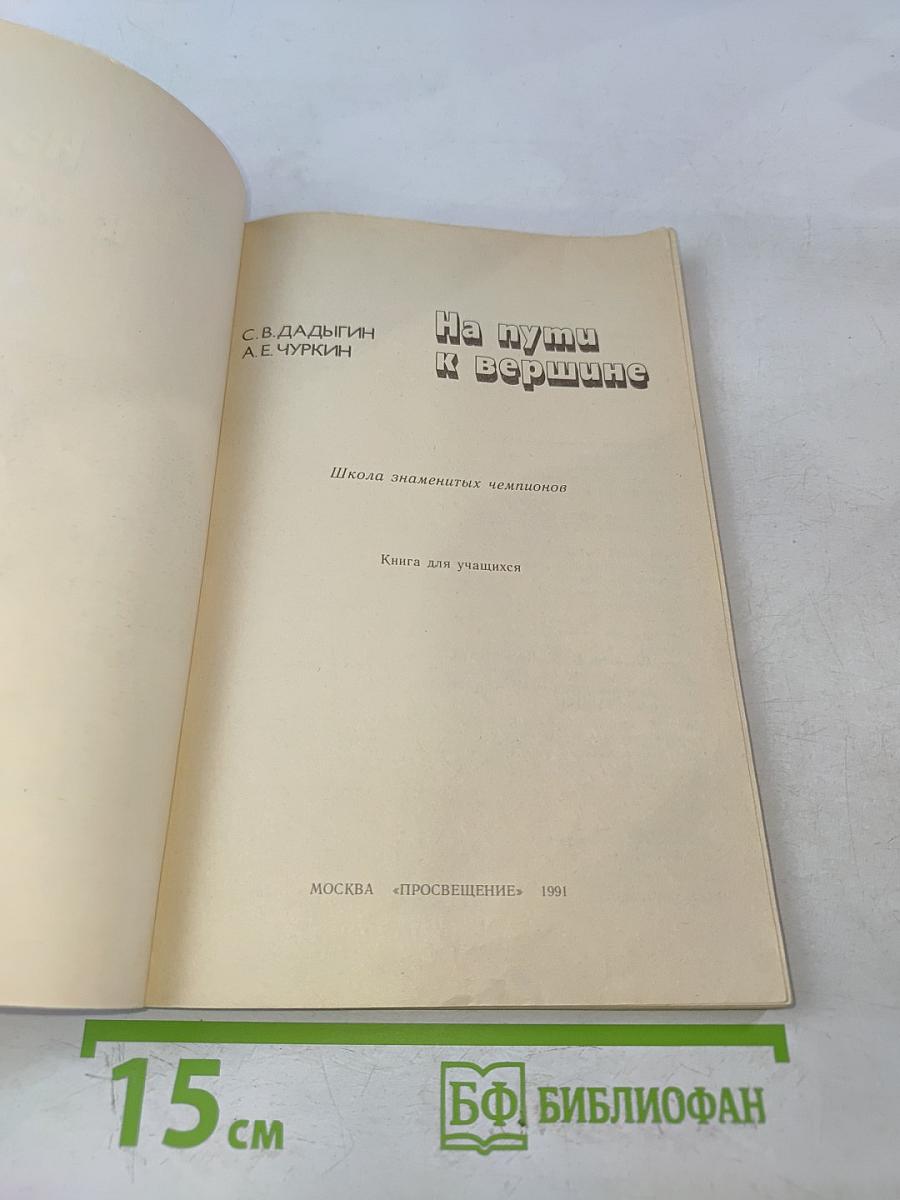 С. В. ДАДЫГИН
А. Е. ЧУРКИН
На пути
к вершине
Школа знаменитых чемпионов
Книга для учащихся
МОСКВА «ПРОСВЕЩЕНИЕ» 1991
15 см
БФ БИБЛИОФАН